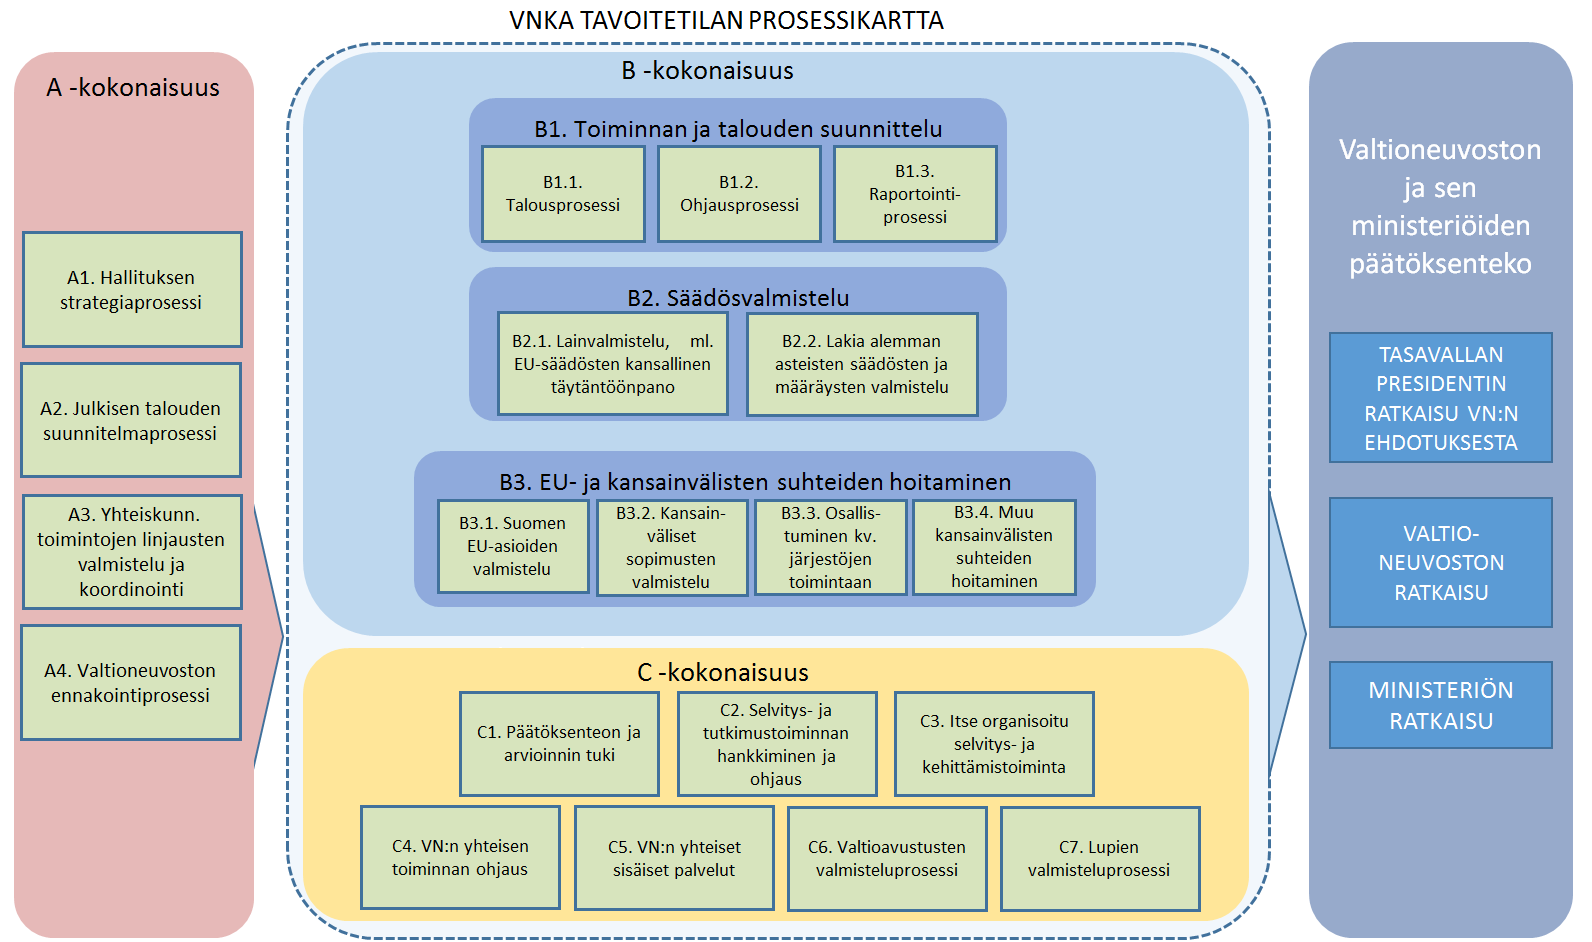 VNKA TAVOITETILAN PROSESSIKARTTA
A -kokonaisuus
A1. Hallituksen
strategiaprosessi
A2. Julkisen talouden
suunnitelmaprosessi
A3. Yhteiskunn.
toimintojen linjausten
valmistelu ja
koordinointi
A4. Valtioneuvoston
ennakointiprosessi
B -kokonaisuus
B1. Toiminnan ja talouden suunnittelu
B1.1.
Talousprosessi
B1.2.
Ohjausprosessi
B1.3.
Raportointi-
prosessi
B2. Säädösvalmistelu
B2.1. Lainvalmistelu, ml.
EU-säädösten kansallinen
täytäntöönpano
B2.2. Lakia alemman
asteisten säädösten ja
määräysten valmistelu
B3. EU- ja kansainvälisten suhteiden hoitaminen
B3.1. Suomen
EU-asioiden
valmistelu
B3.2. Kansain-
väliset
sopimusten
valmistelu
B3.3. Osallis-
tuminen kv.
järjestöjen
toimintaan
B3.4. Muu
kansainvälisten
suhteiden
hoitaminen
C -kokonaisuus
C1. Päätöksenteon ja
arvioinnin tuki
C2. Selvitys- ja
tutkimustoiminnan
hankkiminen ja
ohjaus
C3. Itse organisoitu
selvitys- ja
kehittämistoiminta
C4. VN:n yhteisen
toiminnan ohjaus
C5. VN:n yhteiset
sisäiset palvelut
C6. Valtioavustusten
valmisteluprosessi
C7. Lupien
valmisteluprosessi
Valtioneuvoston
ja sen
ministeriöiden
päätöksenteko
TASAVALLAN
PRESIDENTIN
RATKAISU VN:N
EHDOTUKSESTA
VALTIO-
NEUVOSTON
RATKAISU
MINISTERIÖN
RATKAISU